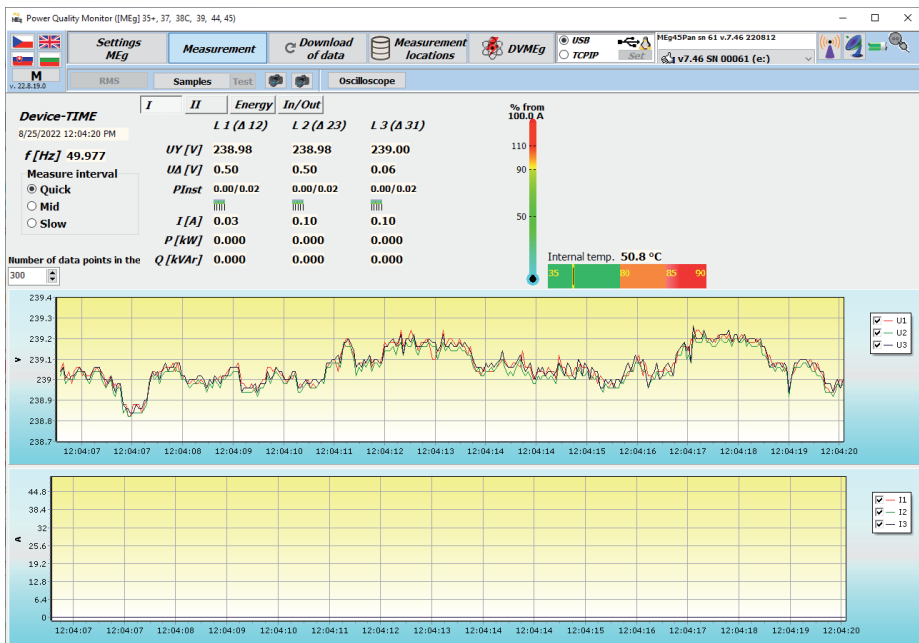 Power Quality Monitor ([MEg] 35+, 37, 38C, 39, 44, 45)
Settings MEg
Measurement
Download of data
Measurement locations
DVMEg
USB
TCPIP
Set
MEg45Pan sn 61 v.7.46 220812
v7.46 SN 00061 (e:)
M
v. 22.8.19.0
RMS
Samples
Test
Oscilloscope
Device-TIME
8/25/2022 12:04:20 PM
f [Hz] 49.977
Measure interval
Quick
Mid
Slow
Number of data points in the
300
I II Energy In/Out
L 1 (Δ 12) L 2 (Δ 23) L 3 (Δ 31)
UY [V] 238.98 238.98 239.00
UΔ [V] 0.50 0.50 0.06
PInst 0.00/0.02 0.00/0.02 0.00/0.02
I [A] 0.03 0.10 0.10
P [kW] 0.000 0.000 0.000
Q [kVAr] 0.000 0.000 0.000
% from
100.0 A
110
90
50
Internal temp. 50.8 °C
35 80 85 90
239.4
239.3
239.2
239.1
239
238.9
238.8
238.7
V
12:04:07 12:04:07 12:04:08 12:04:09 12:04:10 12:04:11 12:04:12 12:04:13 12:04:14 12:04:14 12:04:15 12:04:16 12:04:17 12:04:18 12:04:19 12:04:20
U1
U2
U3
44.8
38.4
32
25.6
19.2
12.8
6.4
0
A
12:04:07 12:04:07 12:04:08 12:04:09 12:04:10 12:04:11 12:04:12 12:04:13 12:04:14 12:04:14 12:04:15 12:04:16 12:04:17 12:04:18 12:04:19 12:04:20
I1
I2
I3